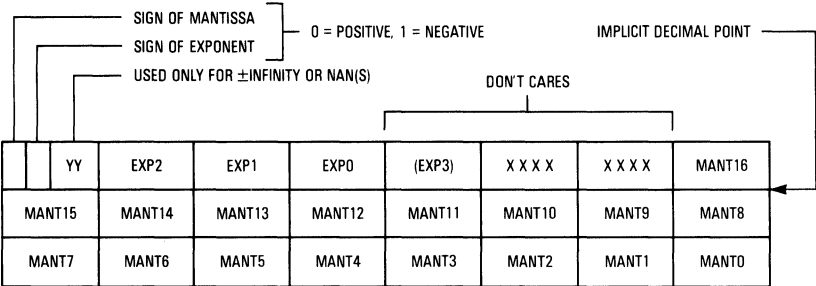 SIGN OF MANTISSA
SIGN OF EXPONENT
0 = POSITIVE, 1 = NEGATIVE
IMPLICIT DECIMAL POINT
USED ONLY FOR ±INFINITY OR NAN(S)
DON'T CARES
YY EXP2 EXP1 EXP0 (EXP3) X X X X X X X X MANT16
MANT15 MANT14 MANT13 MANT12 MANT11 MANT10 MANT9 MANT8
MANT7 MANT6 MANT5 MANT4 MANT3 MANT2 MANT1 MANT0